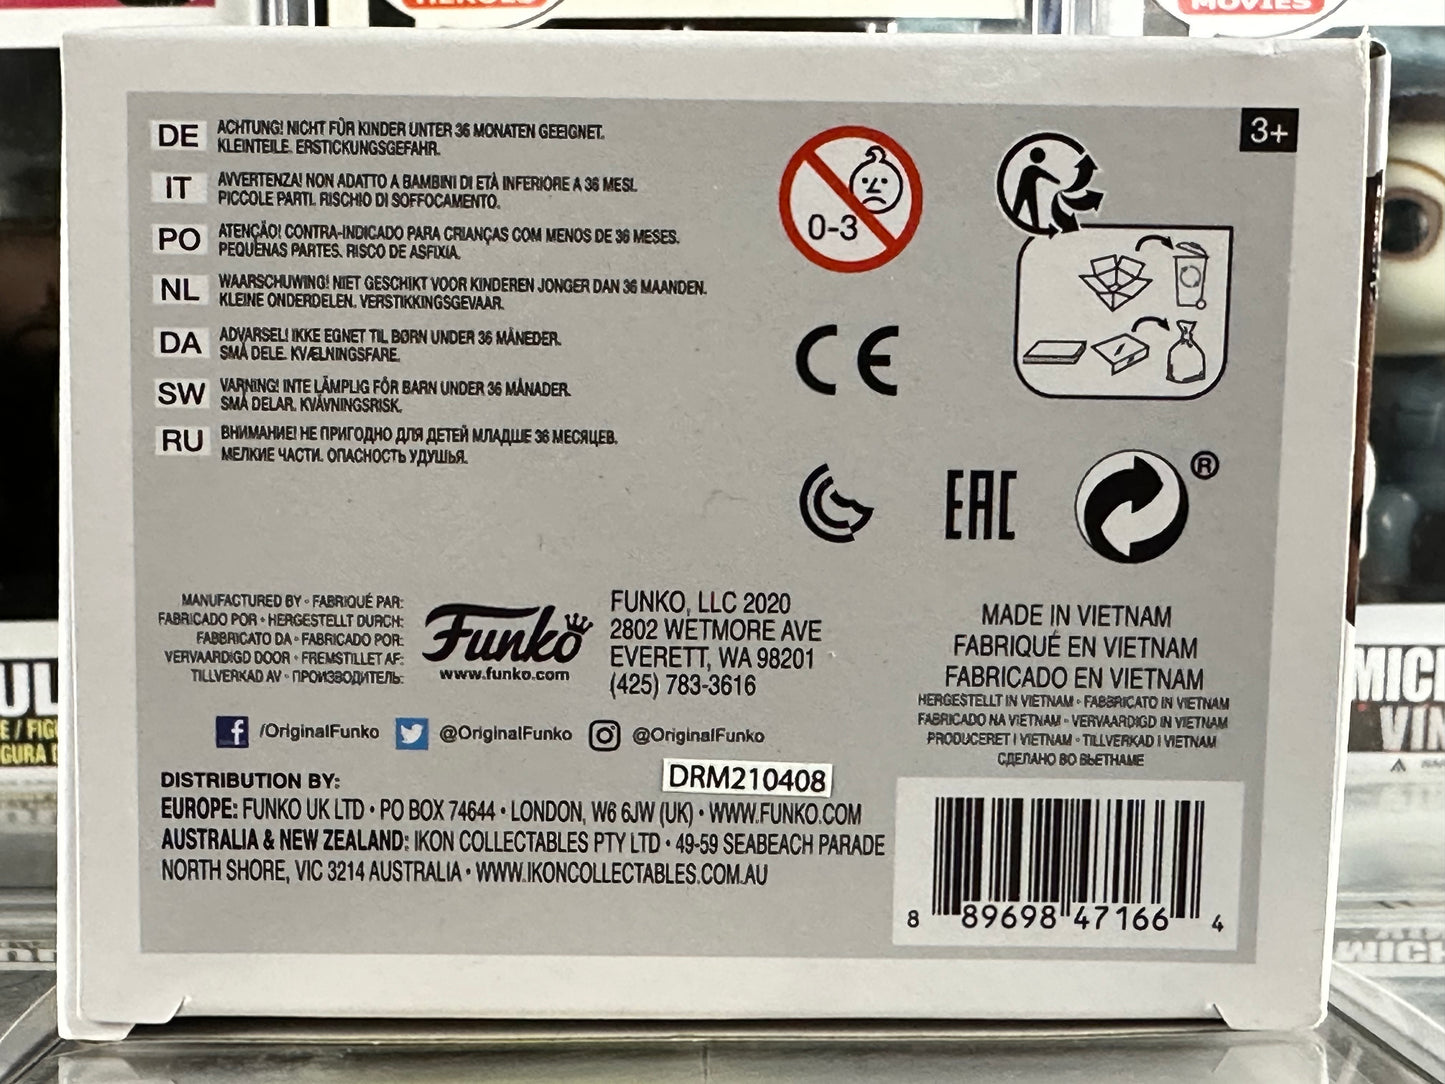 HEROES
MOVIES
3+
DE ACHTUNG! NICHT FÜR KINDER UNTER 36 MONATEN GEEIGNET.
KLEINTEILE. ERSTICKUNGSGEFAHR.
IT AVVERTENZA! NON ADATTO A BAMBINI DI ETÀ INFERIORE A 36 MESI.
PICCOLE PARTI. RISCHIO DI SOFFOCAMENTO.
PO ATENÇÃO! CONTRA-INDICADO PARA CRIANÇAS COM MENOS DE 36 MESES.
PEQUENAS PARTES. RISCO DE ASFIXIA.
NL WAARSCHUWING! NIET GESCHIKT VOOR KINDEREN JONGER DAN 36 MAANDEN.
KLEINE ONDERDELEN. VERSTIKKINGSGEVAAR.
DA ADVARSEL! IKKE EGNET TIL BØRN UNDER 36 MÅNEDER.
SMÅ DELE. KVÆLNINGSFARE.
SW VARNING! INTE LÄMPLIG FÖR BARN UNDER 36 MÅNADER.
SMÅ DELAR. KVÄVNINGSRISK.
RU ВНИМАНИЕ! НЕ ПРИГОДНО ДЛЯ ДЕТЕЙ МЛАДШЕ 36 МЕСЯЦЕВ.
МЕЛКИЕ ЧАСТИ. ОПАСНОСТЬ УДУШЬЯ.
0-3
CE
EAC
®
MANUFACTURED BY • FABRIQUÉ PAR:
FABRICADO POR • HERGESTELLT DURCH:
FABBRICATO DA • FABRICADO POR:
VERVAARDIGD DOOR • FREMSTILLET AF:
TILLVERKAD AV • ПРОИЗВОДИТЕЛЬ:
Funko
www.funko.com
FUNKO, LLC 2020
2802 WETMORE AVE
EVERETT, WA 98201
(425) 783-3616
MADE IN VIETNAM
FABRIQUÉ EN VIETNAM
FABRICADO EN VIETNAM
HERGESTELLT IN VIETNAM • FABBRICATO IN VIETNAM
FABRICADO NA VIETNAM • VERVAARDIGD IN VIETNAM
PRODUCERET I VIETNAM • TILLVERKAD I VIETNAM
СДЕЛАНО ВО ВЬЕТНАМЕ
/OriginalFunko @OriginalFunko @OriginalFunko
DRM210408
DISTRIBUTION BY:
EUROPE: FUNKO UK LTD • PO BOX 74644 • LONDON, W6 6JW (UK) • WWW.FUNKO.COM
AUSTRALIA & NEW ZEALAND: IKON COLLECTABLES PTY LTD • 49-59 SEABEACH PARADE
NORTH SHORE, VIC 3214 AUSTRALIA • WWW.IKONCOLLECTABLES.COM.AU
8 89698 47166 4